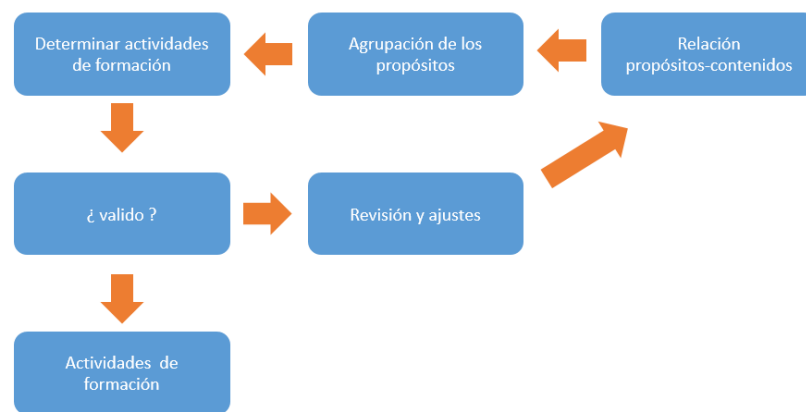 Determinar actividades
de formación
Agrupación de los
propósitos
Relación
propósitos-contenidos
¿ valido ?
Revisión y ajustes
Actividades de
formación